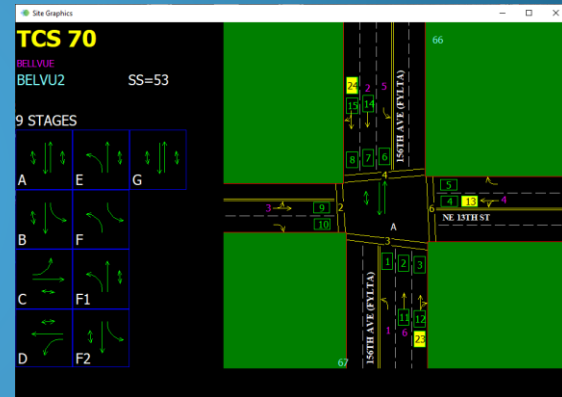 Site Graphics
TCS 70
BELLVUE
BELVU2 SS=53
9 STAGES
A E G
B F
C F1
D F2
66
24 2 5
15 14
156TH AVE (FYLTA)
8 7 6
4
3 9 2
10
A
6
5
4 13 4
NE 13TH ST
3
1 2 3
156TH AVE (FYLTA)
11 12
1 6 23
67